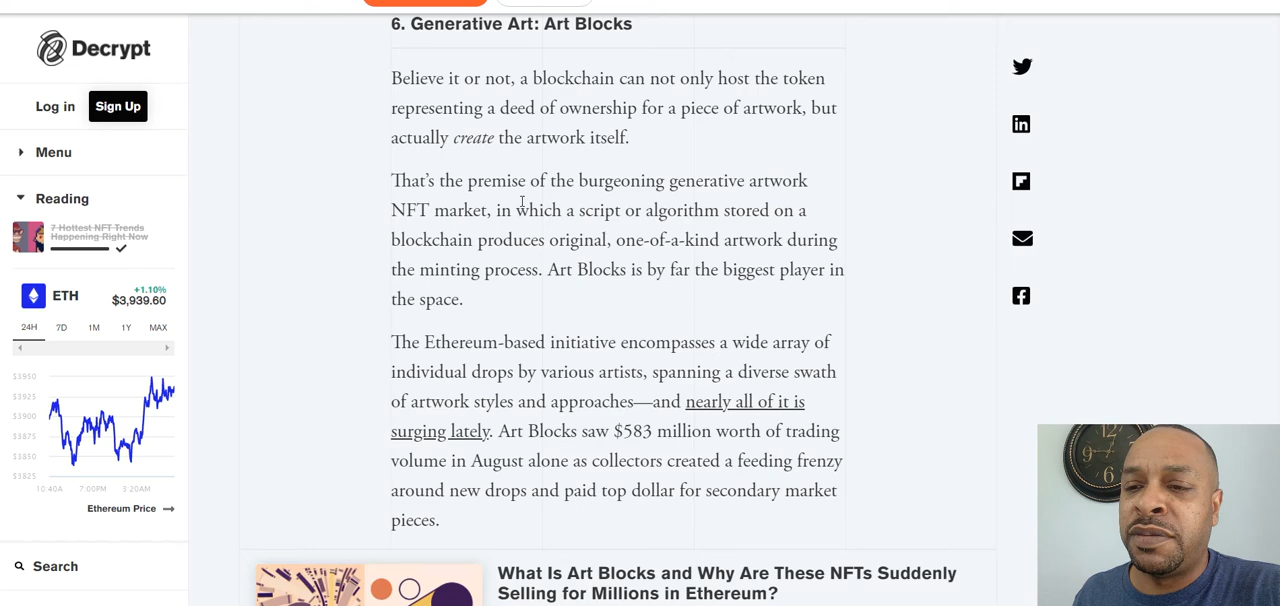 Decrypt
Log in
Sign Up
Menu
Reading
7 Hottest NFT Trends
Happening Right Now
ETH
+1.10%
$3,939.60
24H 7D 1M 1Y MAX
$3950
$3925
$3900
$3875
$3850
$3825
10:40A 7:00PM 3:20AM
Ethereum Price
Search
6. Generative Art: Art Blocks
Believe it or not, a blockchain can not only host the token
representing a deed of ownership for a piece of artwork, but
actually create the artwork itself.
That's the premise of the burgeoning generative artwork
NFT market, in which a script or algorithm stored on a
blockchain produces original, one-of-a-kind artwork during
the minting process. Art Blocks is by far the biggest player in
the space.
The Ethereum-based initiative encompasses a wide array of
individual drops by various artists, spanning a diverse swath
of artwork styles and approaches—and nearly all of it is
surging lately. Art Blocks saw $583 million worth of trading
volume in August alone as collectors created a feeding frenzy
around new drops and paid top dollar for secondary market
pieces.
What Is Art Blocks and Why Are These NFTs Suddenly
Selling for Millions in Ethereum?